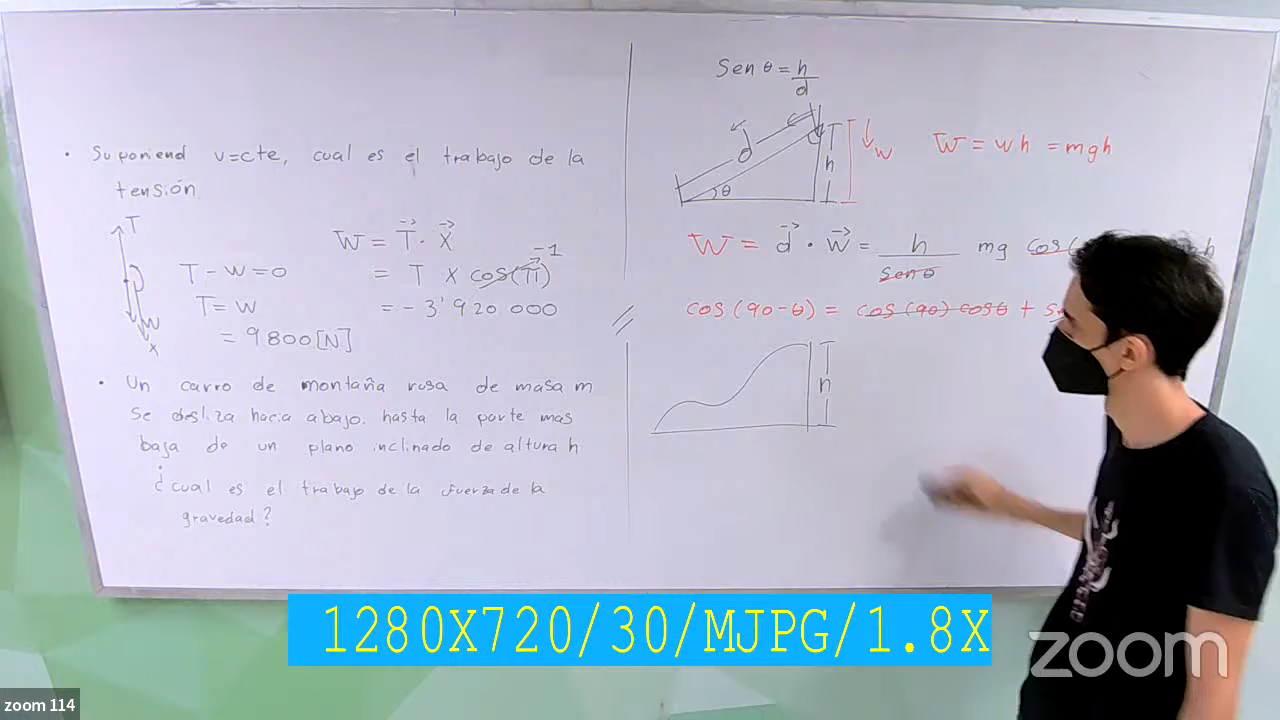 • Suponiend v=cte, cual es el trabajo de la
tensión.
T
T - w = 0
T = w
= 9800 [N]
w
x
W = T⃗ · x⃗
= T x cos(π) -1
= - 3'920 000
• Un carro de montaña rusa de masa m
se desliza hacia abajo. hasta la parte mas
baja de un plano inclinado de altura h
¿cual es el trabajo de la fuerza de la
gravedad?
Sen θ = h/d
D
θ
h
w
W = wh = mgh
W = d⃗ · w⃗ = h/sen θ mg cos(
h
cos (90-θ) = cos (90) cosθ + s
h
1280X720/30/MJPG/1.8X
zoom
zoom 114